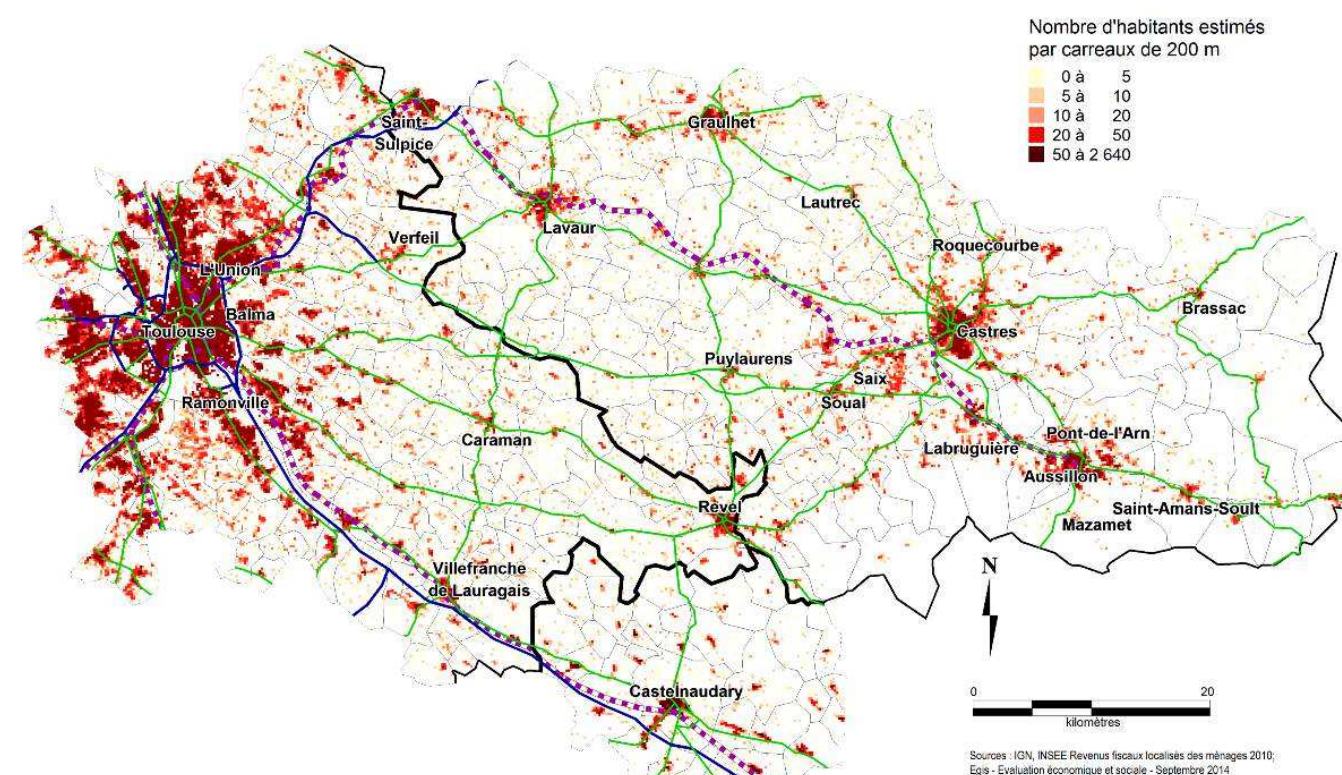 Nombre d'habitants estimés
par carreaux de 200 m
0 à 5
5 à 10
10 à 20
20 à 50
50 à 2 640
Saint-
Sulpice
Graulhet
Lautrec
Lavaur
Verfeil
Roquecourbe
L'Union
Brassac
Balma
Toulouse
Castres
Puylaurens
Saix
Soual
Ramonville
Caraman
Labruguière
Pont-de-l'Arn
Aussillon
Revel
Saint-Amans-Soult
Mazamet
Villefranche
de Lauragais
N
Castelnaudary
0 20
kilomètres
Sources : IGN, INSEE Revenus fiscaux localisés des ménages 2010;
Egis - Evaluation économique et sociale - Septembre 2014